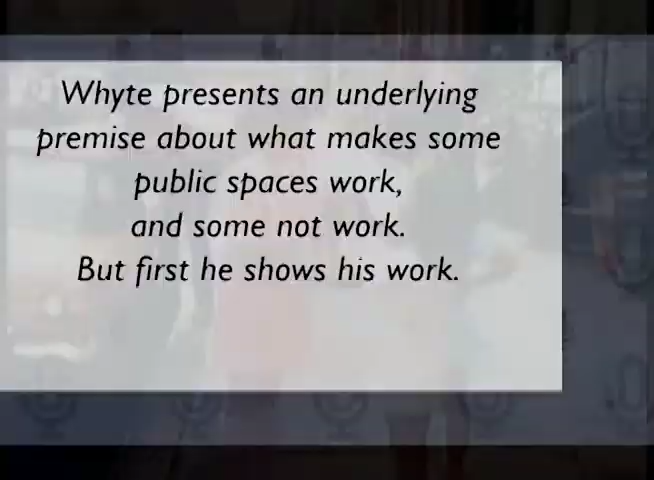 Whyte presents an underlying
premise about what makes some
public spaces work,
and some not work.
But first he shows his work.